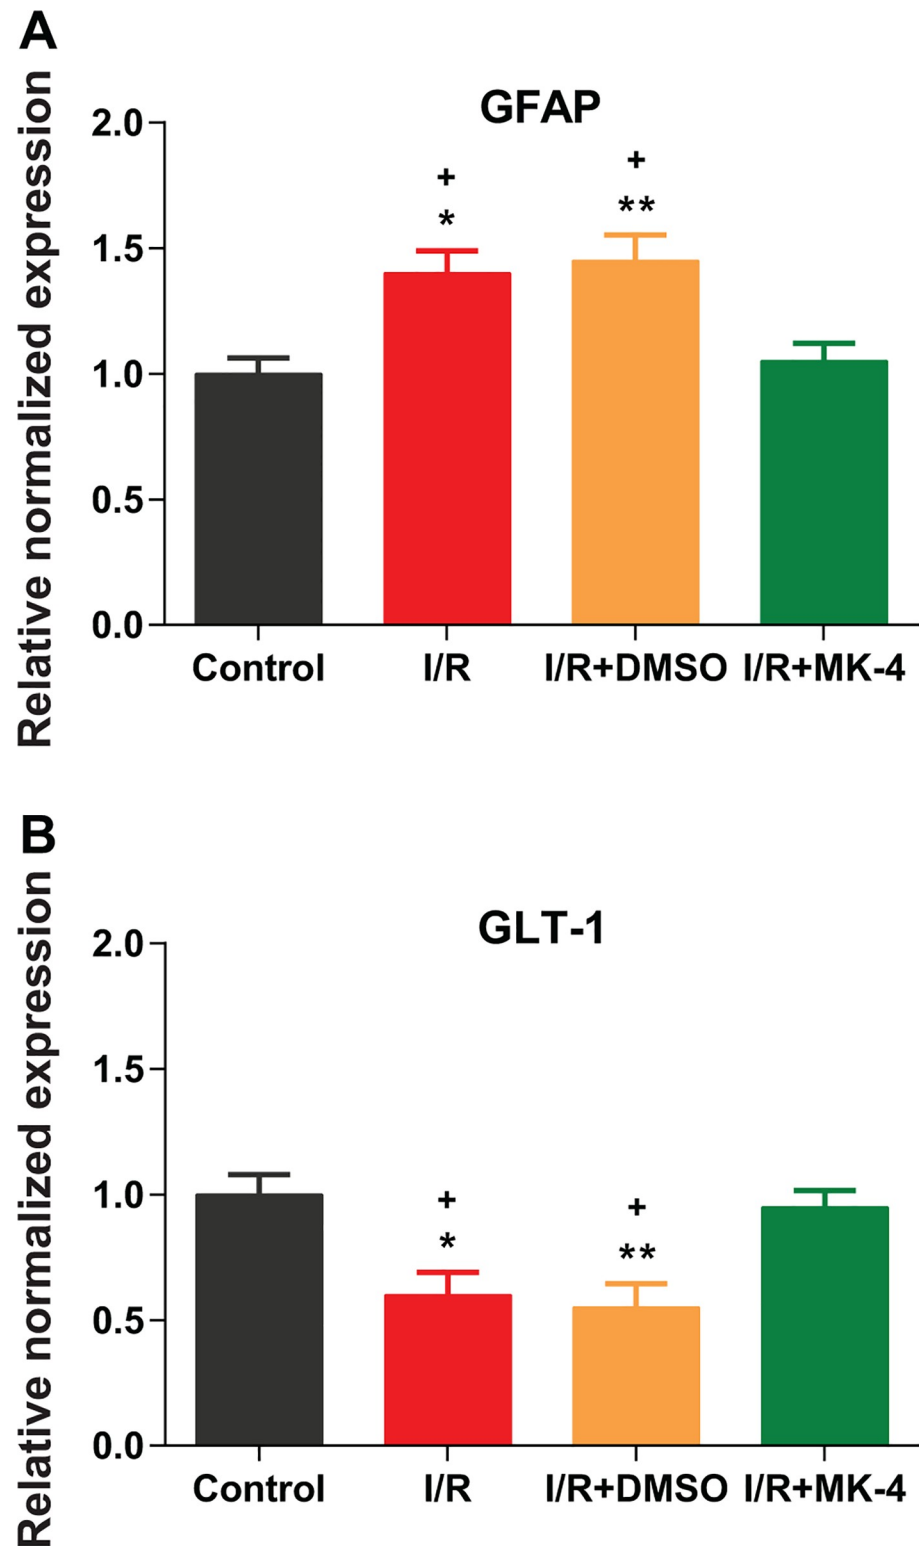 A
GFAP
Relative normalized expression
2.0
1.5
1.0
0.5
0.0
+
*
+
**
Control I/R I/R+DMSO I/R+MK-4
B
GLT-1
Relative normalized expression
2.0
1.5
1.0
0.5
0.0
+
*
+
**
Control I/R I/R+DMSO I/R+MK-4